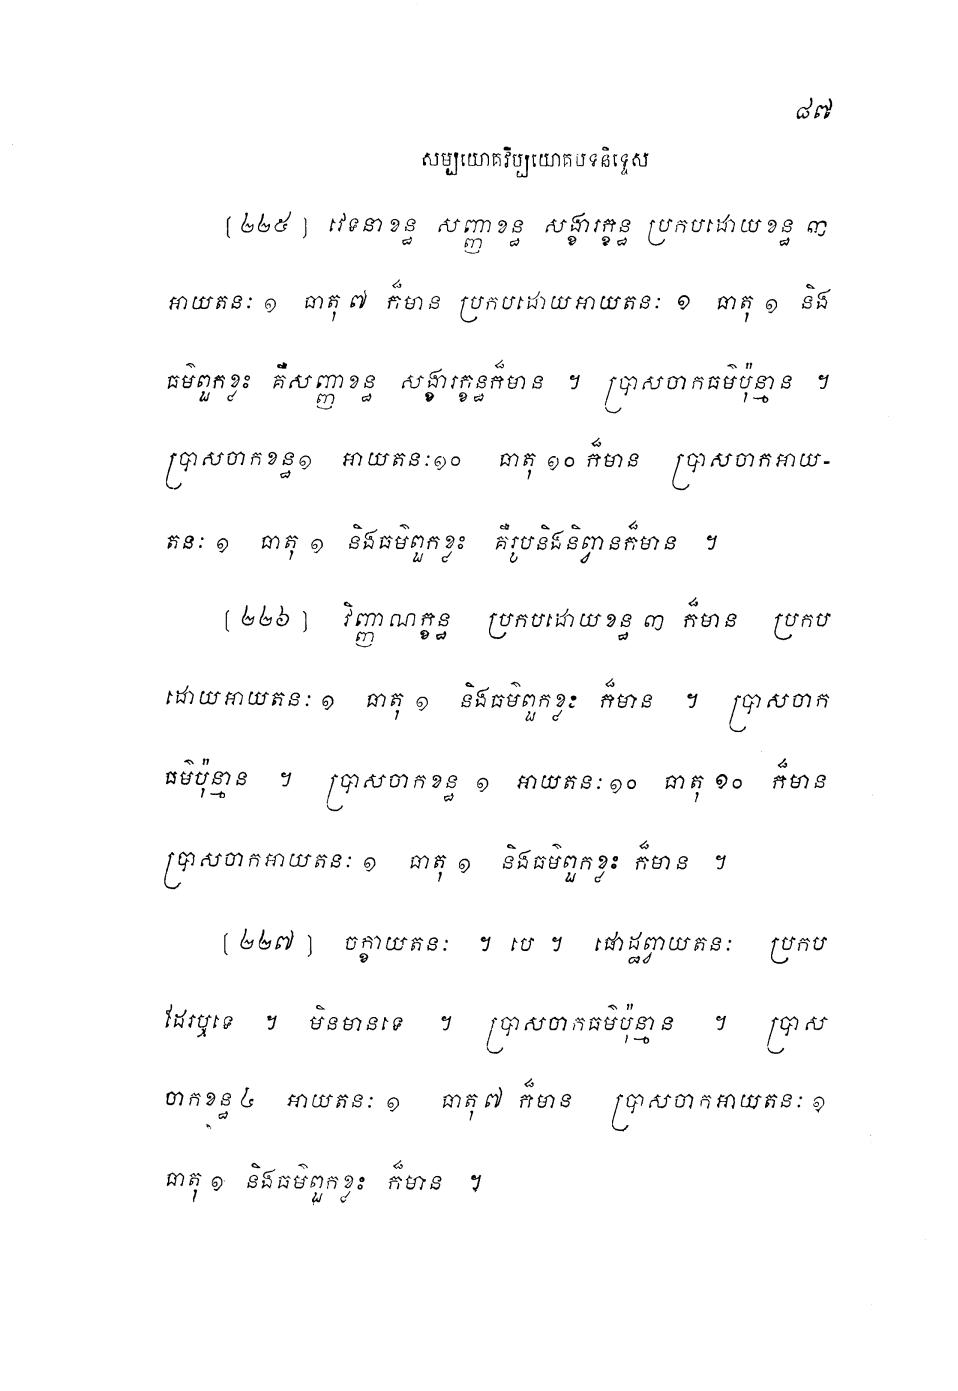 ៨៧
សម្បយោគវិប្បយោគបទនិទ្ទេស
(២២៥) វេទនាខន្ធ សញ្ញាខន្ធ សង្ខារក្ខន្ធ ប្រកបដោយខន្ធ ៣
អាយតនៈ ១ ធាតុ ៧ ក៏មាន ប្រកបដោយអាយតនៈ ១ ធាតុ ១ និង
ធម៌ពួកខ្លះ គឺសញ្ញាខន្ធ សង្ខារក្ខន្ធក៏មាន ។ ប្រាសចាកធម៌ប៉ុន្មាន ។
ប្រាសចាកខន្ធ១ អាយតនៈ១០ ធាតុ ១០ ក៏មាន ប្រាសចាកអាយ-
តនៈ ១ ធាតុ ១ និងធម៌ពួកខ្លះ គឺរូបនិងនិព្វានក៏មាន ។
(២២៦) វិញ្ញាណក្ខន្ធ ប្រកបដោយខន្ធ ៣ ក៏មាន ប្រកប
ដោយអាយតនៈ ១ ធាតុ ១ និងធម៌ពួកខ្លះ ក៏មាន ។ ប្រាសចាក
ធម៌ប៉ុន្មាន ។ ប្រាសចាកខន្ធ ១ អាយតនៈ១០ ធាតុ ១០ ក៏មាន
ប្រាសចាកអាយតនៈ ១ ធាតុ ១ និងធម៌ពួកខ្លះ ក៏មាន ។
(២២៧) ចក្ខាយតនៈ ។ បេ ។ ផោដ្ឋព្វាយតនៈ ប្រកប
ដែរឬទេ ។ មិនមានទេ ។ ប្រាសចាកធម៌ប៉ុន្មាន ។ ប្រាស
ចាកខន្ធ ៤ អាយតនៈ ១ ធាតុ ៧ ក៏មាន ប្រាសចាកអាយតនៈ ១
ធាតុ ១ និងធម៌ពួកខ្លះ ក៏មាន ។